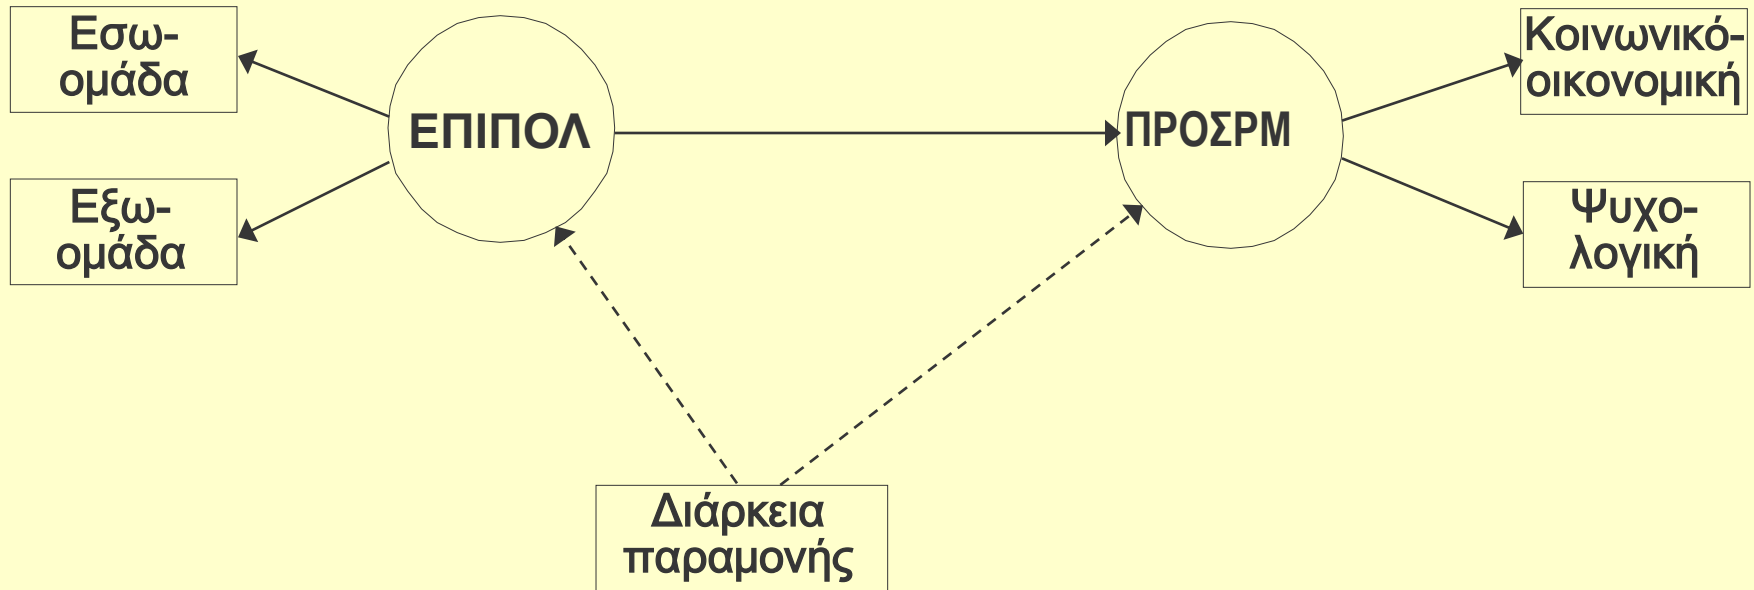 Εσω-
ομάδα
ΕΠΙΠΟΛ
ΠΡΟΣΡΜ
Κοινωνικό-
οικονομική
Εξω-
ομάδα
Ψυχο-
λογική
Διάρκεια
παραμονής